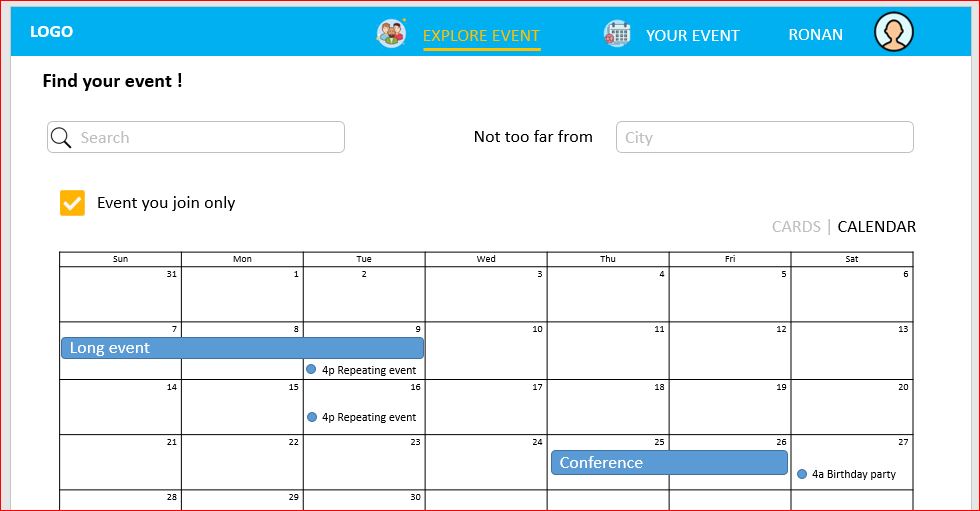 LOGO EXPLORE EVENT YOUR EVENT RONAN
Find your event !
Search Not too far from City
Event you join only
CARDS | CALENDAR
Sun Mon Tue Wed Thu Fri Sat
31 1 2 3 4 5 6
7 8 9 10 11 12 13
Long event
4p Repeating event
14 15 16 17 18 19 20
4p Repeating event
21 22 23 24 25 26 27
Conference
4a Birthday party
28 29 30